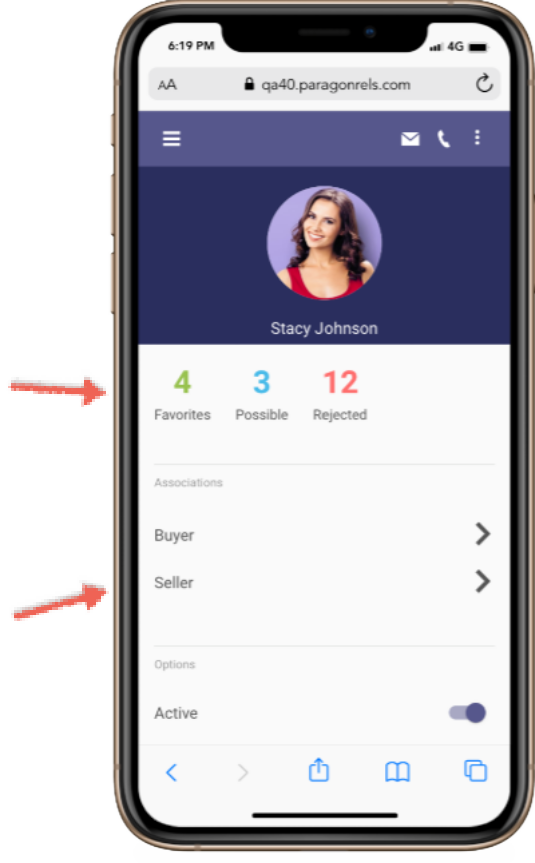 6:19 PM 4G
AA qa40.paragonrels.com
Stacy Johnson
4 3 12
Favorites Possible Rejected
Associations
Buyer
Seller
Options
Active